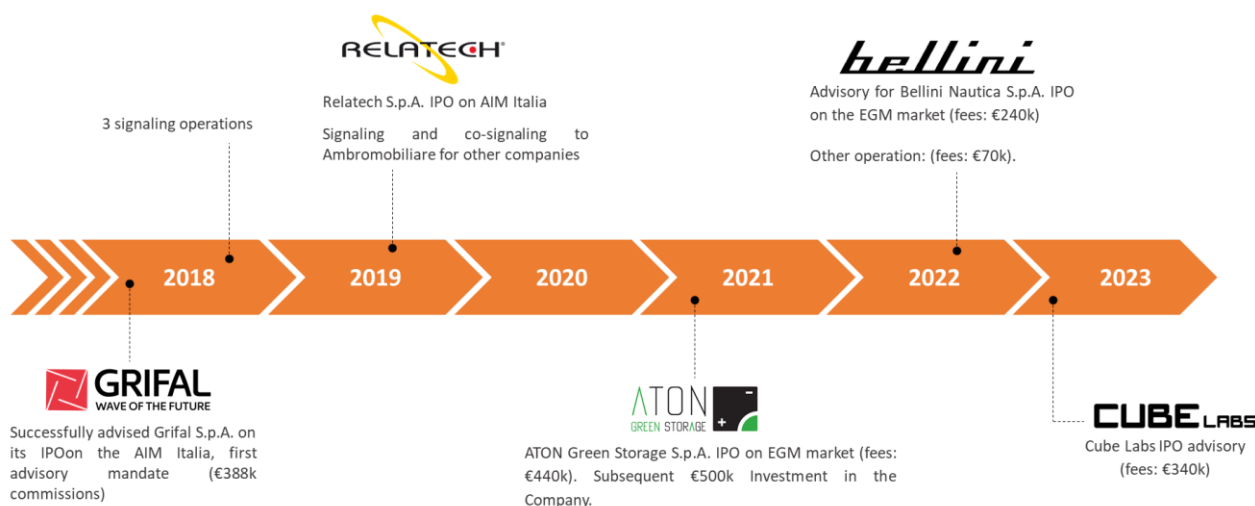 RELATECH
Relatech S.p.A. IPO on AIM Italia
Signaling and co-signaling to
Ambromobiliare for other companies
bellini
Advisory for Bellini Nautica S.p.A. IPO
on the EGM market (fees: €240k)
Other operation: (fees: €70k).
3 signaling operations
2018
2019
2020
2021
2022
2023
GRIFAL
WAVE OF THE FUTURE
Successfully advised Grifal S.p.A. on
its IPOon the AIM Italia, first
advisory mandate (€388k
commissions)
ATON
GREEN STORAGE
ATON Green Storage S.p.A. IPO on EGM market (fees:
€440k). Subsequent €500k Investment in the
Company.
CUBE LABS
Cube Labs IPO advisory
(fees: €340k)